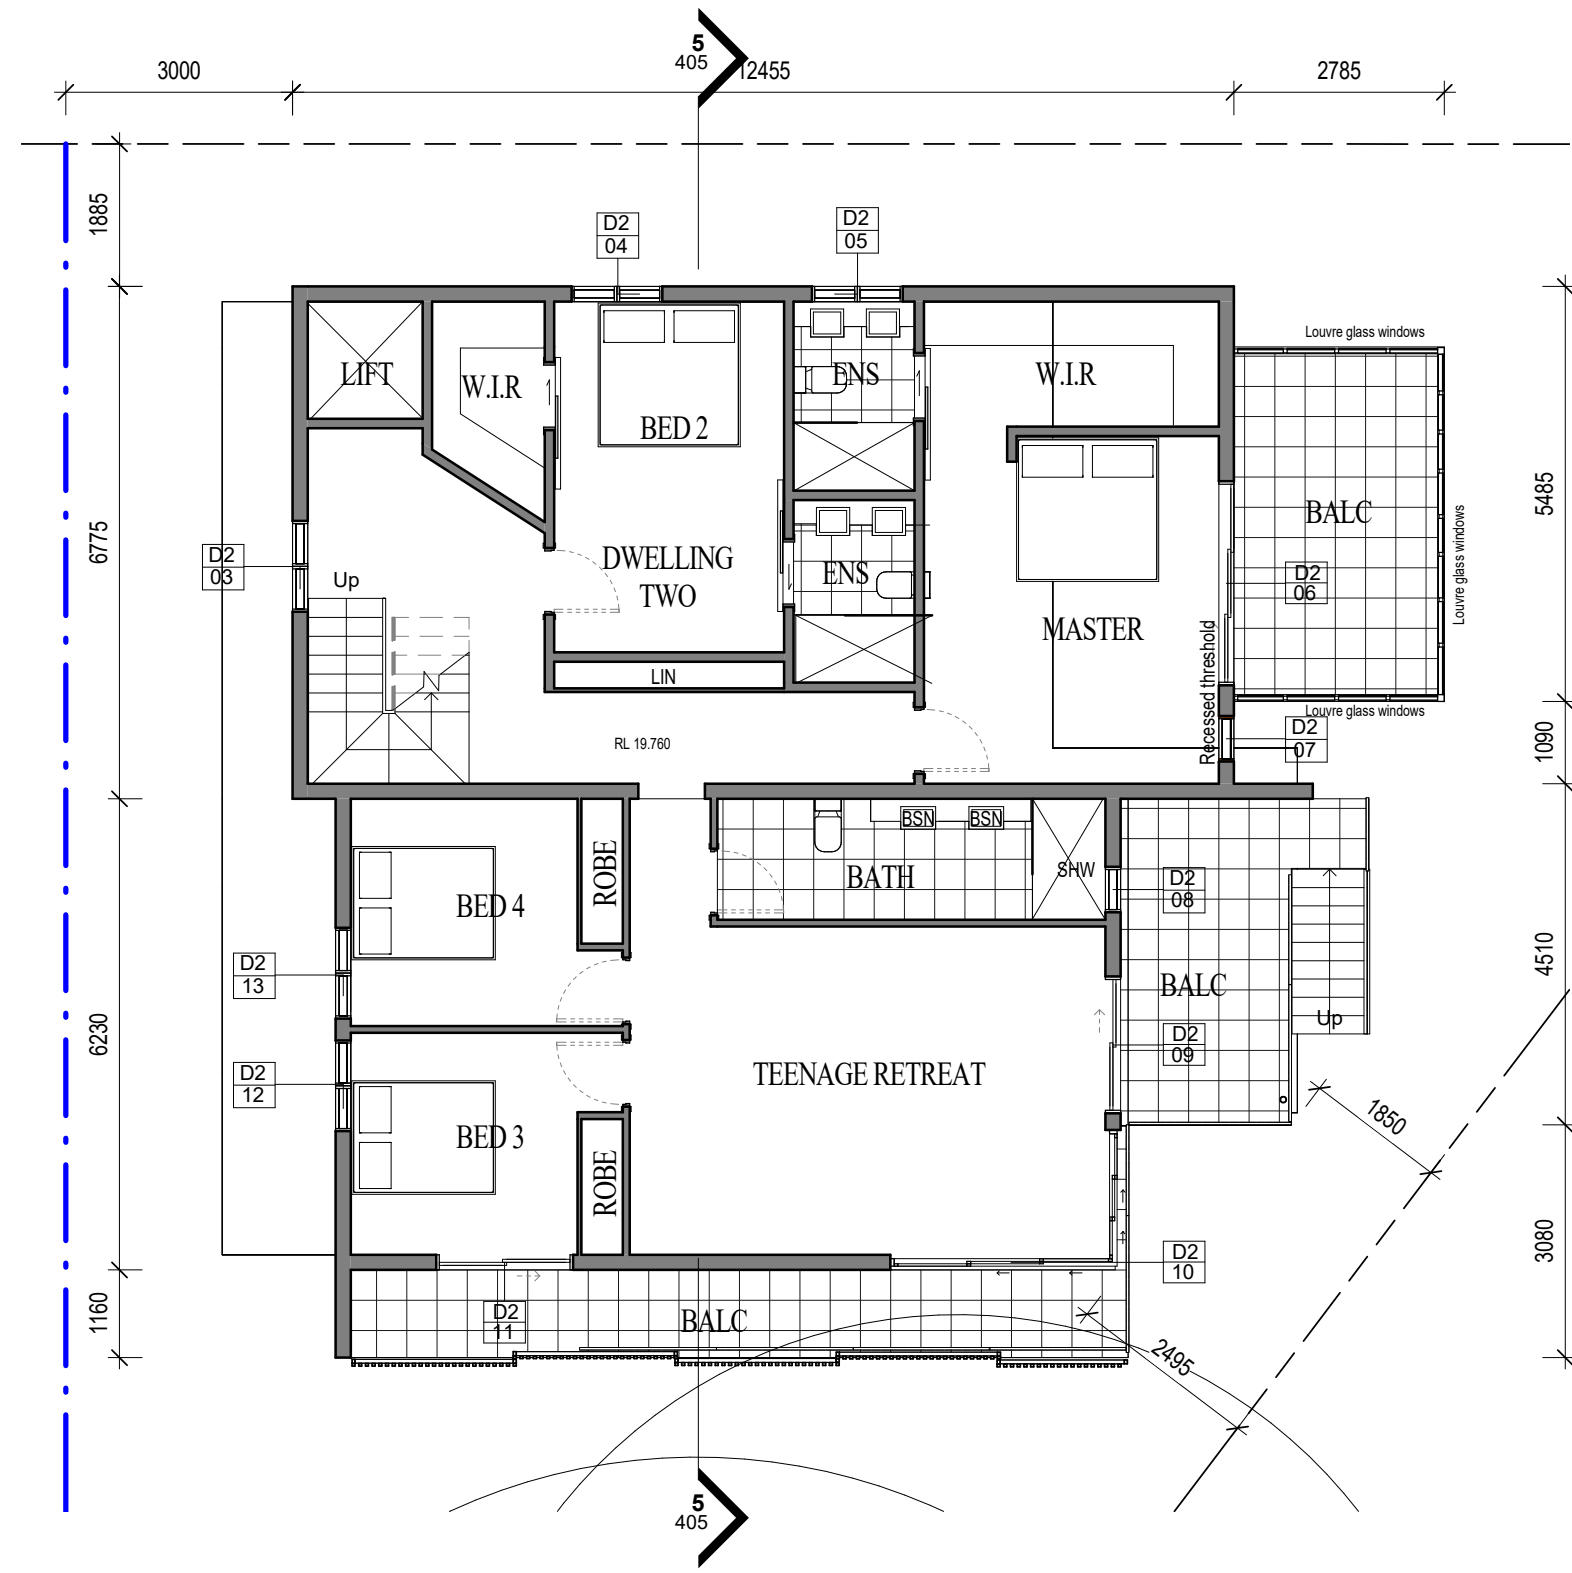 5
405
3000
12455
2785
1885
D2
04
D2
05
Louvre glass windows
LIFT
W.I.R
ENS
W.I.R
BED 2
5485
BALC
Louvre glass windows
6775
D2
03
Up
DWELLING
TWO
ENS
D2
06
MASTER
Recessed threshold
LIN
Louvre glass windows
RL 19.760
D2
07
1090
BSN
BSN
ROBE
BATH
SHW
D2
08
BED 4
4510
D2
13
BALC
Up
6230
D2
09
D2
12
TEENAGE RETREAT
1850
BED 3
ROBE
D2
10
3080
1160
D2
11
BALC
2495
5
405